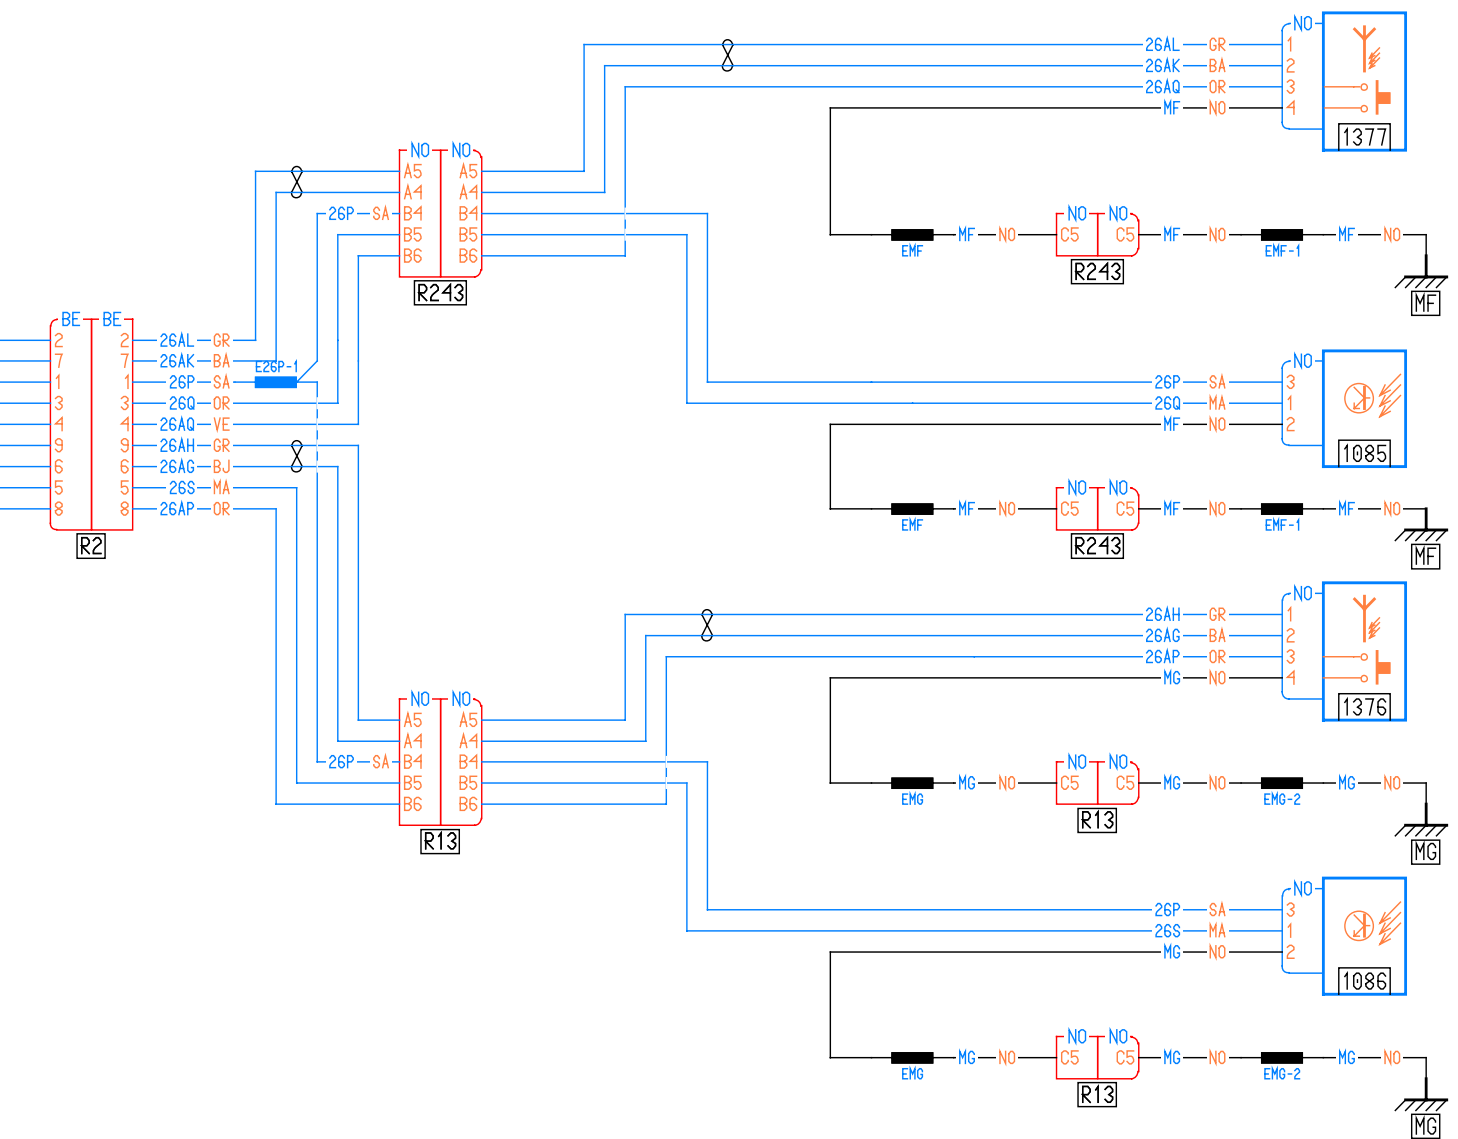 NO
26AL GR 1
26AK BA 2
26AQ OR 3
MF NO 4
1377
NO NO
A5 A5
A4 A4
26P SA B4 B4
B5 B5
B6 B6
R243
NO NO
EMF MF NO C5 C5 MF NO EMF-1 MF NO
R243
MF
BE BE
2 2 26AL GR
7 7 26AK BA E26P-1
1 1 26P SA
3 3 26Q OR
4 4 26AQ VE
9 9 26AH GR
6 6 26AG BJ
5 5 26S MA
8 8 26AP OR
R2
NO
26P SA 3
26Q MA 1
MF NO 2
1085
NO NO
EMF MF NO C5 C5 MF NO EMF-1 MF NO
R243
MF
NO
26AH GR 1
26AG BA 2
26AP OR 3
MG NO 4
1376
NO NO
A5 A5
A4 A4
26P SA B4 B4
B5 B5
B6 B6
R13
NO NO
EMG MG NO C5 C5 MG NO EMG-2 MG NO
R13
MG
NO
26P SA 3
26S MA 1
MG NO 2
1086
NO NO
EMG MG NO C5 C5 MG NO EMG-2 MG NO
R13
MG